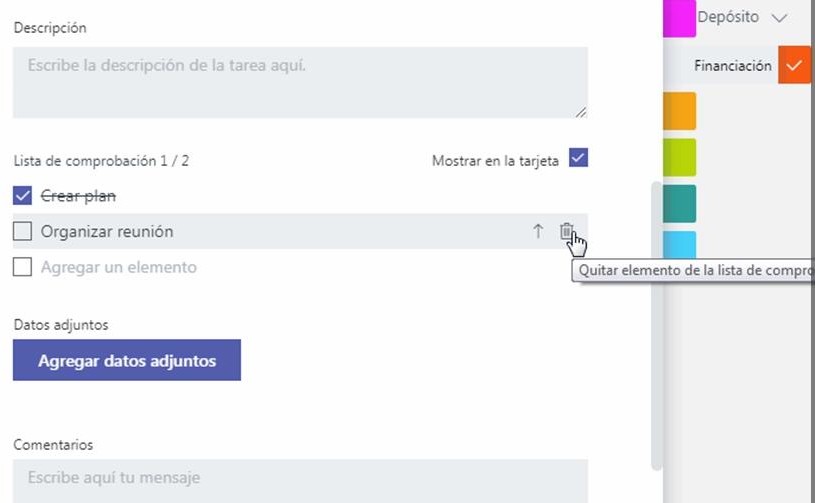 Descripción
Escribe la descripción de la tarea aquí.
Lista de comprobación 1 / 2
Mostrar en la tarjeta
Crear plan
Organizar reunión
Agregar un elemento
Quitar elemento de la lista de compro
Datos adjuntos
Agregar datos adjuntos
Comentarios
Escribe aquí tu mensaje
Depósito
Financiación